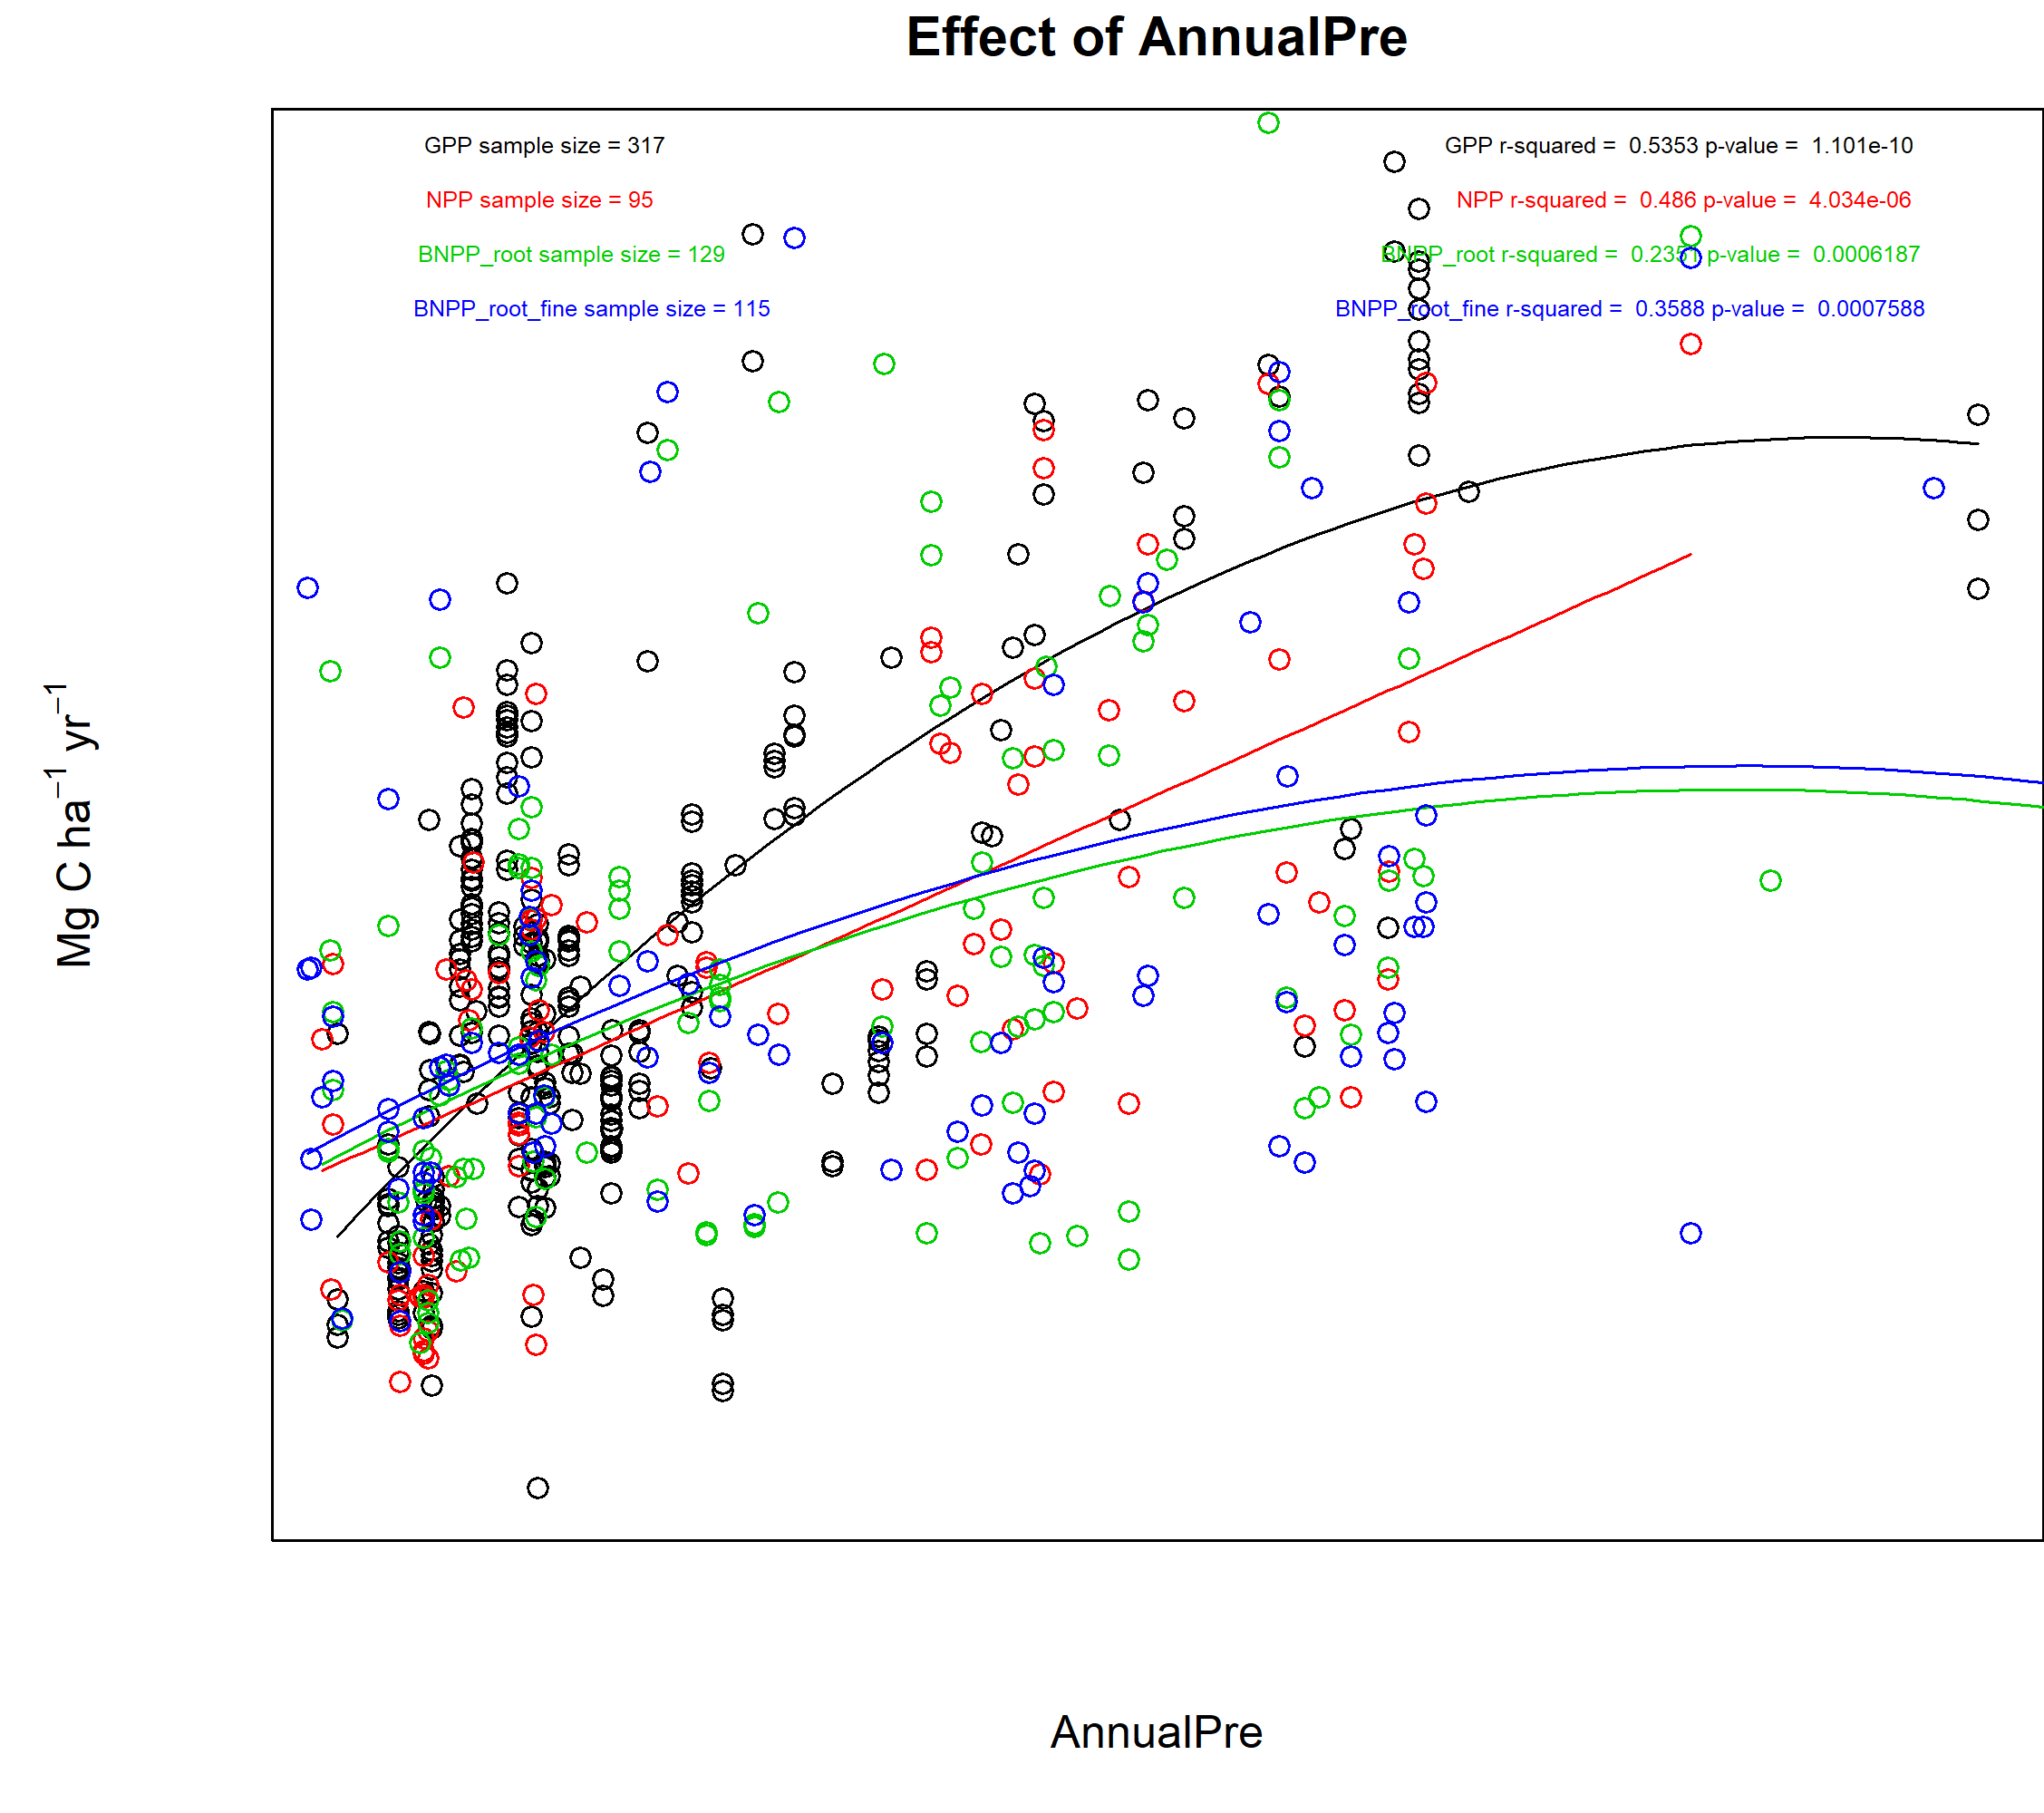 Effect of AnnualPre
GPP sample size = 317
GPP r-squared = 0.5353 p-value = 1.101e-10
NPP sample size = 95
NPP r-squared = 0.486 p-value = 4.034e-06
BNPP_root sample size = 129
BNPP_root r-squared = 0.2351 p-value = 0.0006187
BNPP_root_fine sample size = 115
BNPP_root_fine r-squared = 0.3588 p-value = 0.0007588
Mg C ha⁻¹ yr⁻¹
AnnualPre